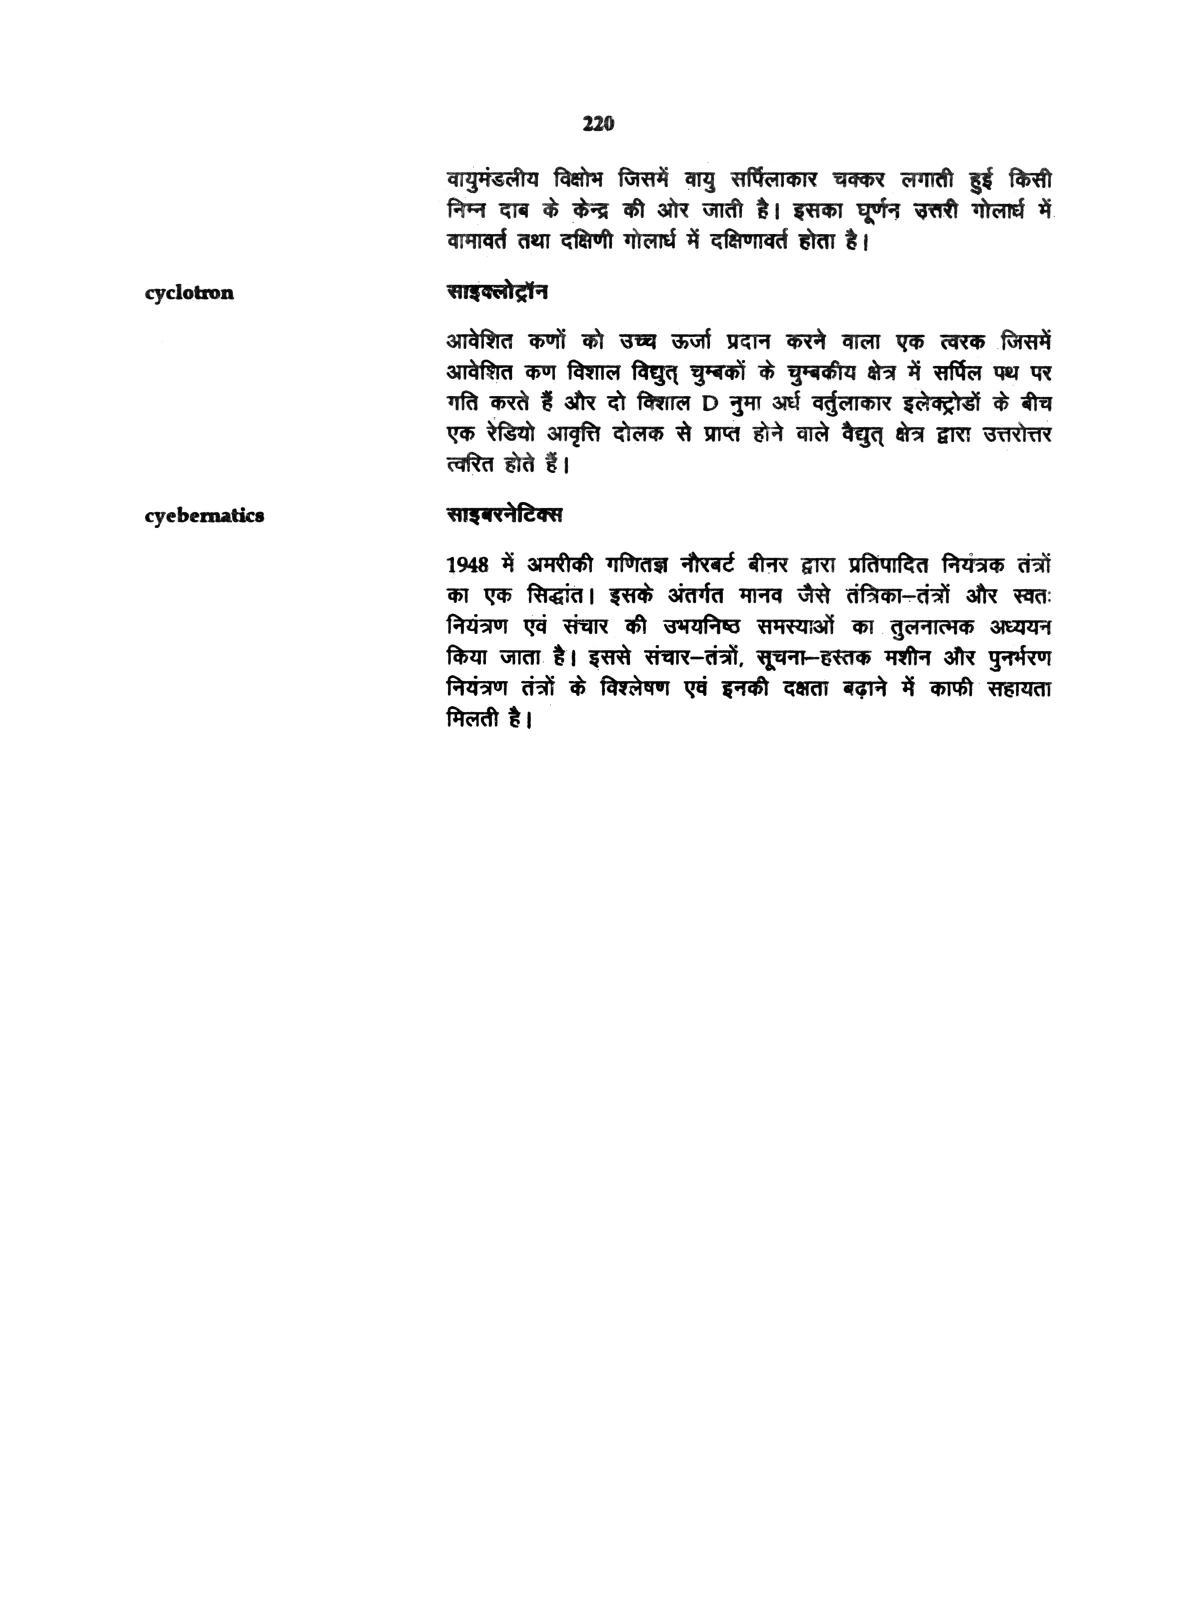 220
वायुमंडलीय विक्षोभ जिसमें वायु सर्पिलाकार चक्कर लगाती हुई किसी
निम्न दाब के केन्द्र की ओर जाती है। इसका घूर्णन उत्तरी गोलार्ध में
वामावर्त तथा दक्षिणी गोलार्ध में दक्षिणावर्त होता है।
cyclotron साइक्लोट्रॉन
आवेशित कणों को उच्च ऊर्जा प्रदान करने वाला एक त्वरक जिसमें
आवेशित कण विशाल विद्युत् चुम्बकों के चुम्बकीय क्षेत्र में सर्पिल पथ पर
गति करते हैं और दो विशाल D नुमा अर्ध वर्तुलाकार इलेक्ट्रोडों के बीच
एक रेडियो आवृत्ति दोलक से प्राप्त होने वाले वैद्युत् क्षेत्र द्वारा उत्तरोत्तर
त्वरित होते हैं।
cyebernatics साइबरनेटिक्स
1948 में अमरीकी गणितज्ञ नौरबर्ट बीनर द्वारा प्रतिपादित नियंत्रक तंत्रों
का एक सिद्धांत। इसके अंतर्गत मानव जैसे तंत्रिका–तंत्रों और स्वतः
नियंत्रण एवं संचार की उभयनिष्ठ समस्याओं का तुलनात्मक अध्ययन
किया जाता है। इससे संचार–तंत्रों, सूचना–हस्तक मशीन और पुनर्भरण
नियंत्रण तंत्रों के विश्लेषण एवं इनकी दक्षता बढ़ाने में काफी सहायता
मिलती है।